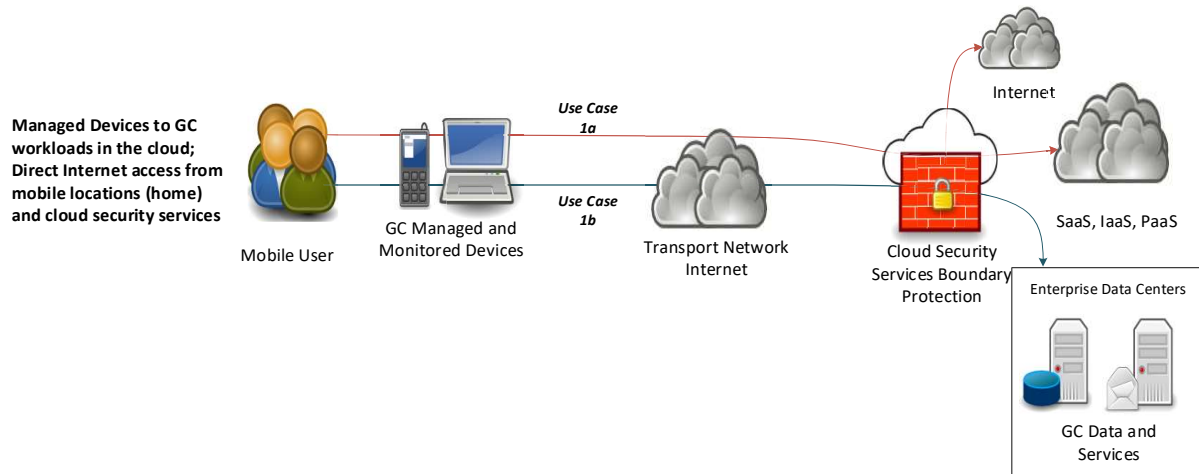 Managed Devices to GC
workloads in the cloud;
Direct Internet access from
mobile locations (home)
and cloud security services
Mobile User
GC Managed and
Monitored Devices
Use Case
1a
Use Case
1b
Transport Network
Internet
Cloud Security
Services Boundary
Protection
Internet
SaaS, IaaS, PaaS
Enterprise Data Centers
GC Data and
Services